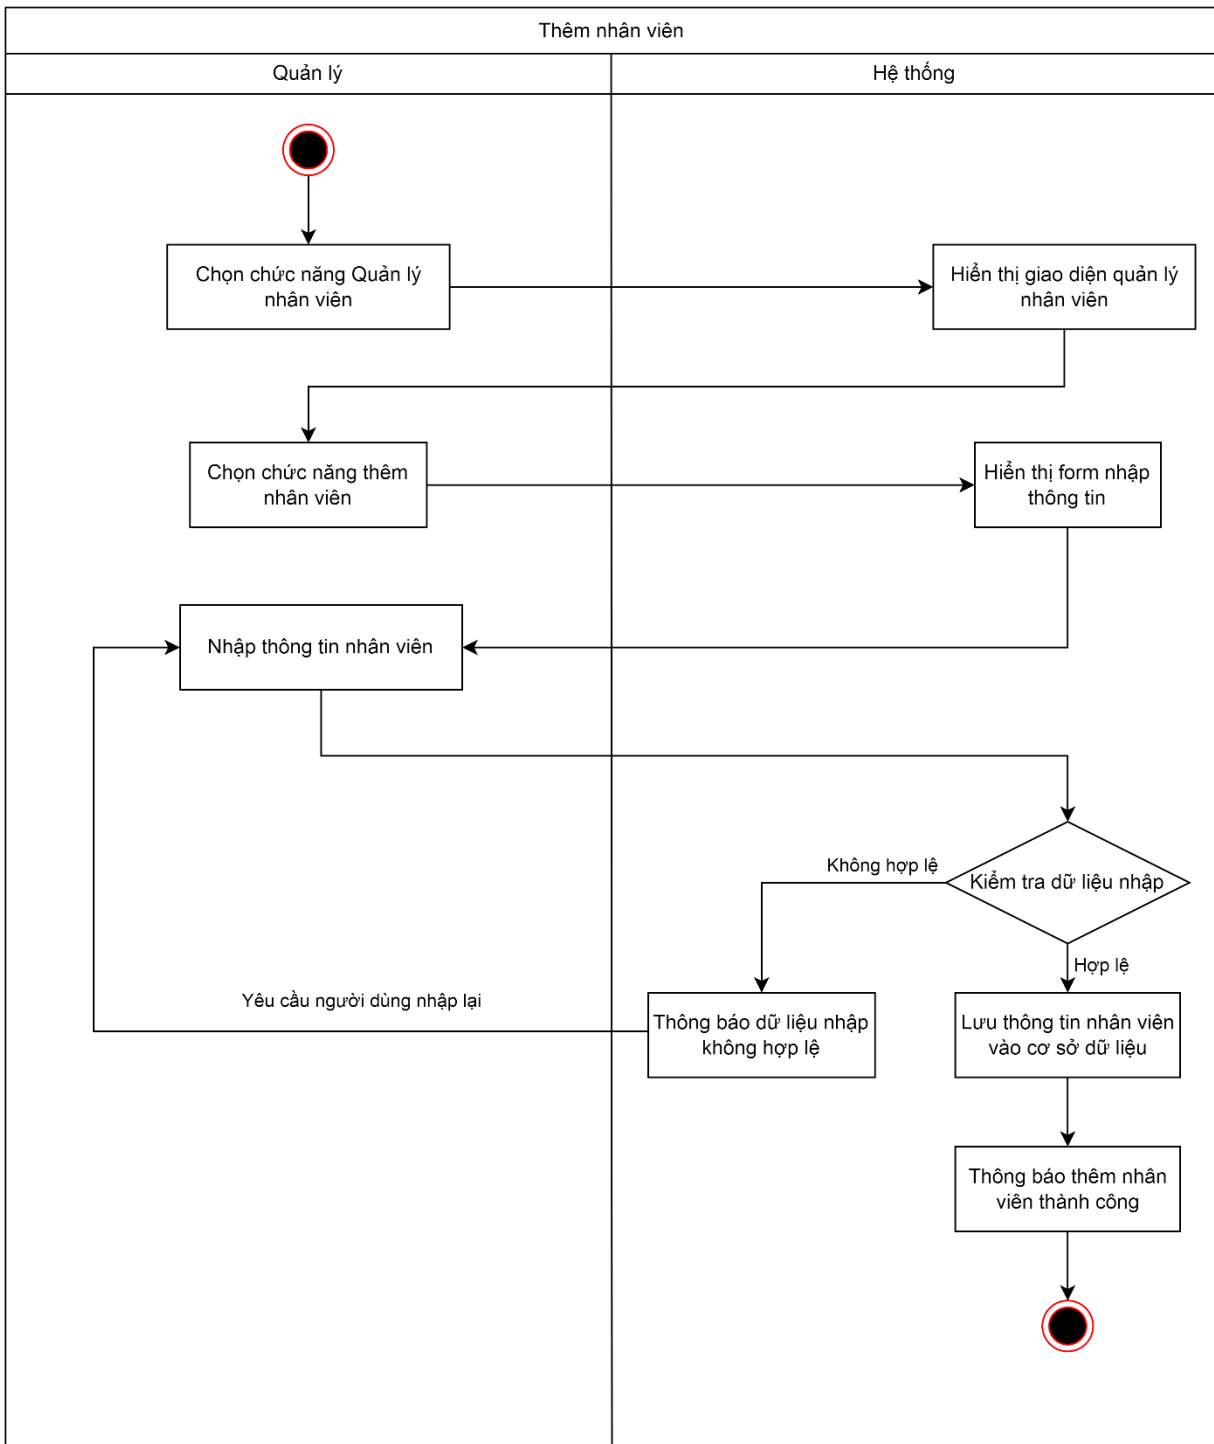 Thêm nhân viên
Quản lý
Hệ thống
Chọn chức năng Quản lý
nhân viên
Hiển thị giao diện quản lý
nhân viên
Chọn chức năng thêm
nhân viên
Hiển thị form nhập
thông tin
Nhập thông tin nhân viên
Không hợp lệ
Kiểm tra dữ liệu nhập
Hợp lệ
Yêu cầu người dùng nhập lại
Thông báo dữ liệu nhập
không hợp lệ
Lưu thông tin nhân viên
vào cơ sở dữ liệu
Thông báo thêm nhân
viên thành công